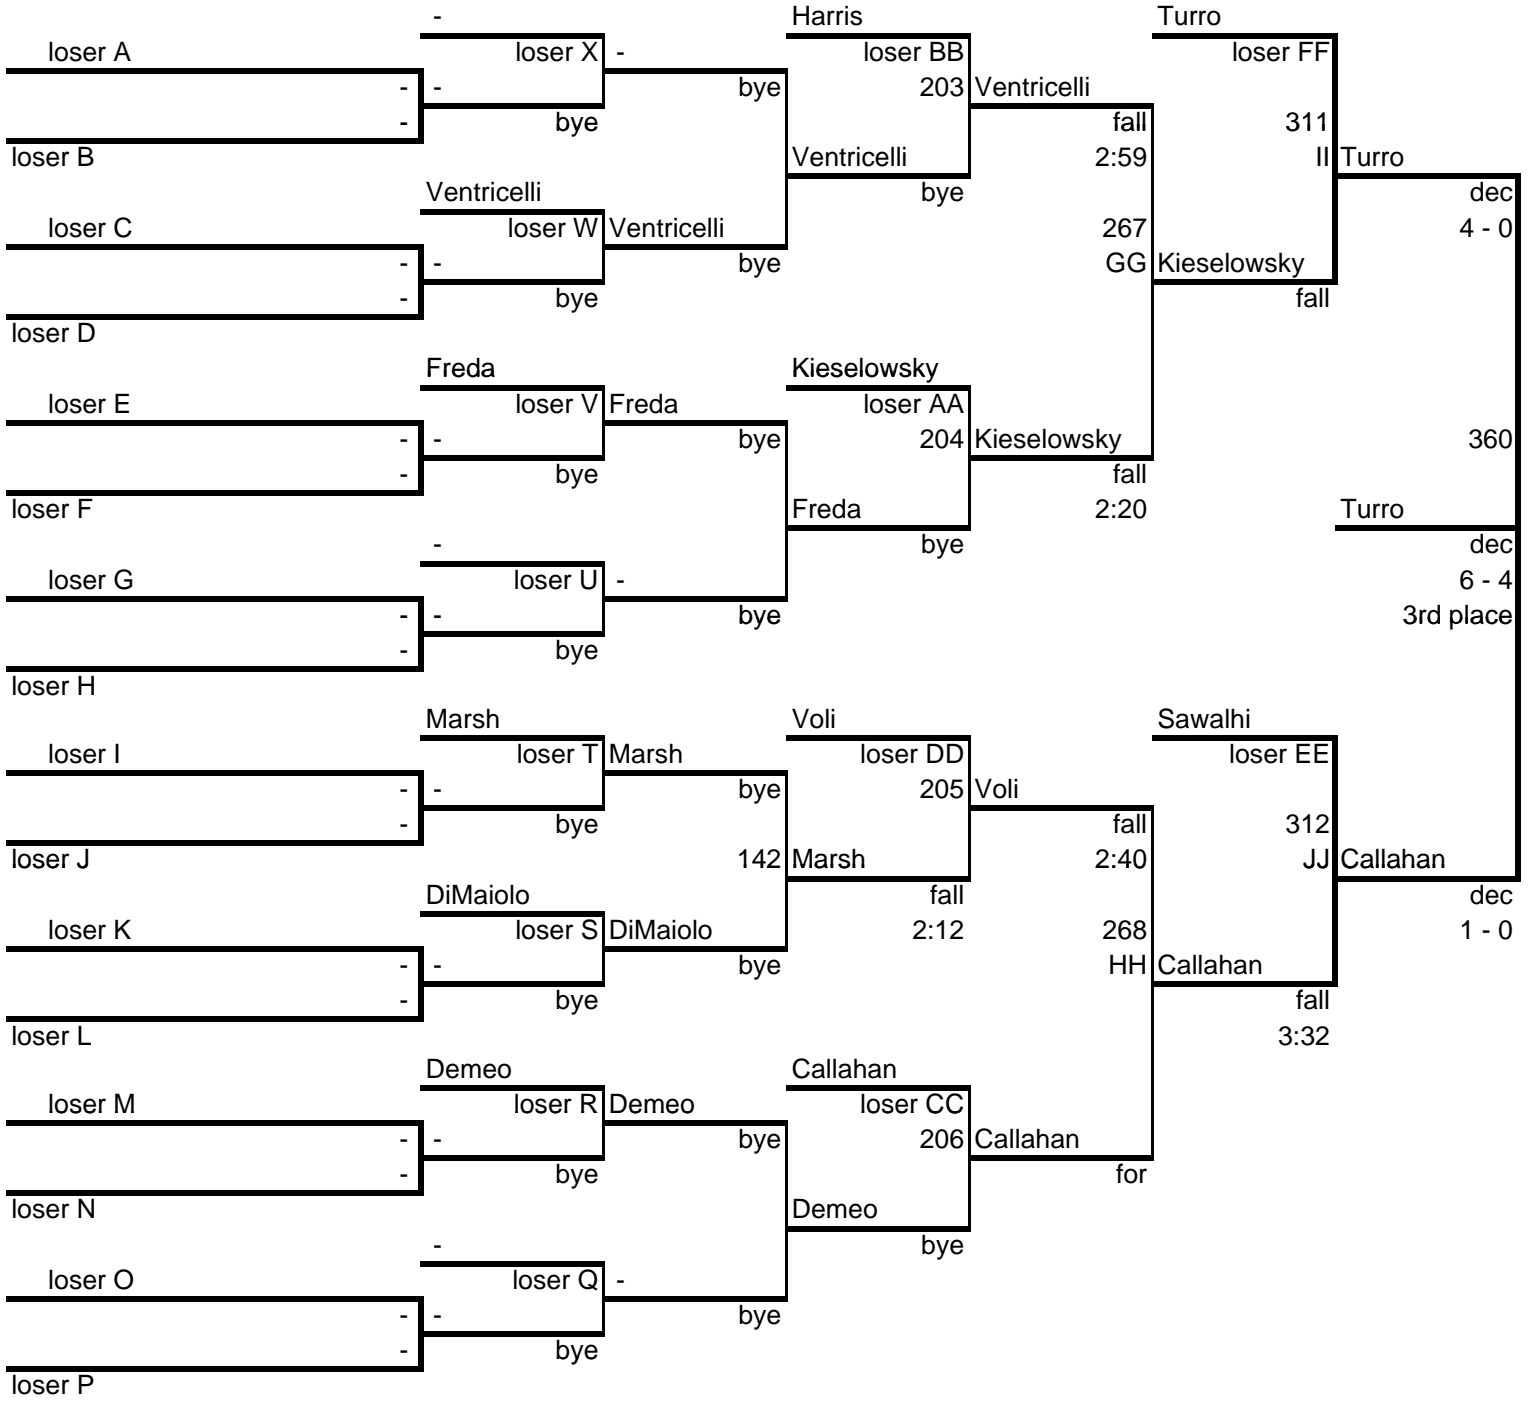 - Harris Turro
loser A loser X - loser BB loser FF
- - bye 203 Ventricelli
- bye fall 311
loser B Ventricelli 2:59 II Turro
Ventricelli bye dec
loser C loser W Ventricelli 267 4 - 0
- - bye GG Kieselowsky
- bye fall
loser D
Freda Kieselowsky
loser E loser V Freda loser AA
- - bye 204 Kieselowsky 360
- bye fall
loser F Freda 2:20 Turro
- bye dec
loser G loser U - 6 - 4
- - bye 3rd place
- bye
loser H
Marsh Voli Sawalhi
loser I loser T Marsh loser DD loser EE
- - bye 205 Voli
- bye fall 312
loser J 142 Marsh 2:40 JJ Callahan
DiMaiolo fall dec
loser K loser S DiMaiolo 2:12 268 1 - 0
- - bye HH Callahan
- bye fall
loser L 3:32
Demeo Callahan
loser M loser R Demeo loser CC
- - bye 206 Callahan
- bye for
loser N Demeo
- bye
loser O loser Q -
- - bye
- bye
loser P